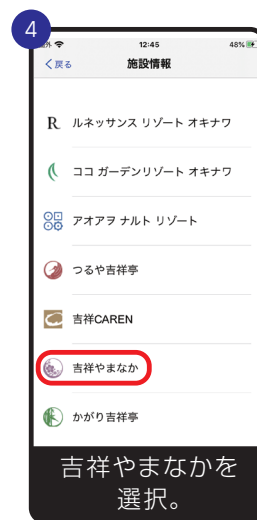 4
圏外 12:45 48%
戻る 施設情報
R ルネッサンス リゾート オキナワ
ココ ガーデンリゾート オキナワ
アオアヲ ナルト リゾート
つるや吉祥亭
吉祥CAREN
吉祥やまなか
かがり吉祥亭
吉祥やまなかを
選択。